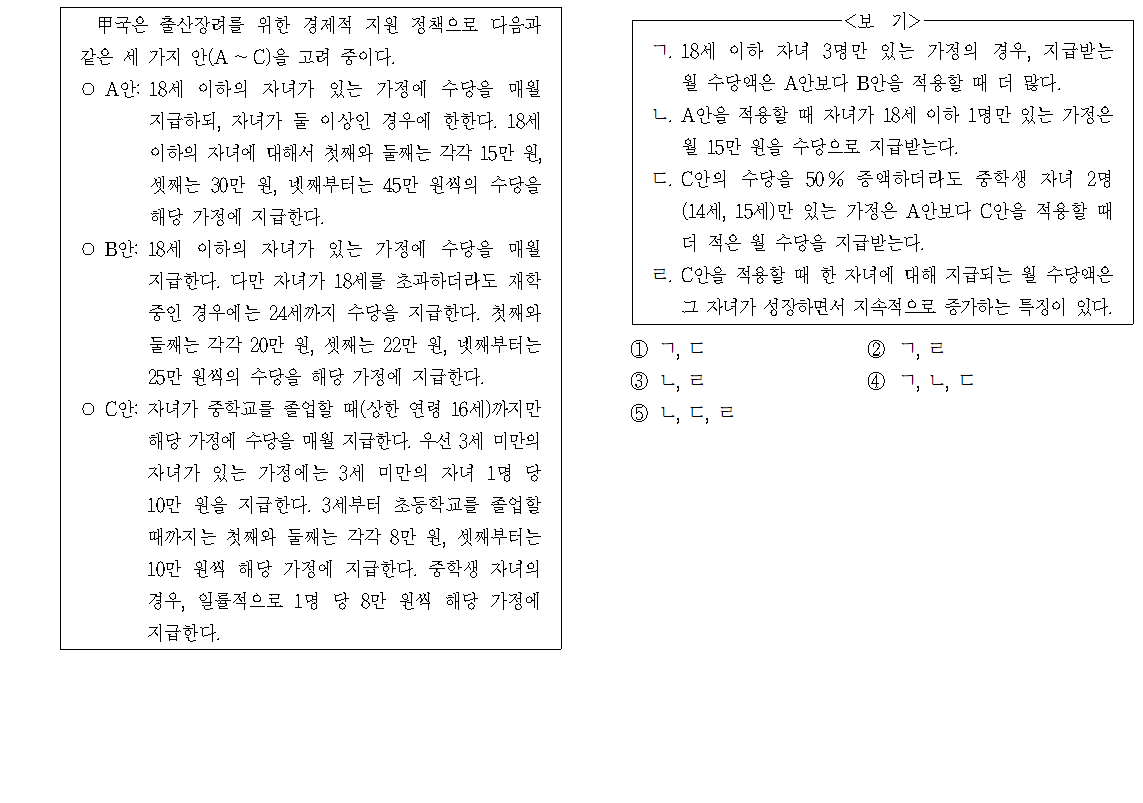 甲국은 출산장려를 위한 경제적 지원 정책으로 다음과
같은 세 가지 안(A ~ C)을 고려 중이다.
○ A안: 18세 이하의 자녀가 있는 가정에 수당을 매월
지급하되, 자녀가 둘 이상인 경우에 한한다. 18세
이하의 자녀에 대해서 첫째와 둘째는 각각 15만 원,
셋째는 30만 원, 넷째부터는 45만 원씩의 수당을
해당 가정에 지급한다.
○ B안: 18세 이하의 자녀가 있는 가정에 수당을 매월
지급한다. 다만 자녀가 18세를 초과하더라도 재학
중인 경우에는 24세까지 수당을 지급한다. 첫째와
둘째는 각각 20만 원, 셋째는 22만 원, 넷째부터는
25만 원씩의 수당을 해당 가정에 지급한다.
○ C안: 자녀가 중학교를 졸업할 때(상한 연령 16세)까지만
해당 가정에 수당을 매월 지급한다. 우선 3세 미만의
자녀가 있는 가정에는 3세 미만의 자녀 1명 당
10만 원을 지급한다. 3세부터 초등학교를 졸업할
때까지는 첫째와 둘째는 각각 8만 원, 셋째부터는
10만 원씩 해당 가정에 지급한다. 중학생 자녀의
경우, 일률적으로 1명 당 8만 원씩 해당 가정에
지급한다.
<보 기>
ㄱ. 18세 이하 자녀 3명만 있는 가정의 경우, 지급받는
월 수당액은 A안보다 B안을 적용할 때 더 많다.
ㄴ. A안을 적용할 때 자녀가 18세 이하 1명만 있는 가정은
월 15만 원을 수당으로 지급받는다.
ㄷ. C안의 수당을 50% 증액하더라도 중학생 자녀 2명
(14세, 15세)만 있는 가정은 A안보다 C안을 적용할 때
더 적은 월 수당을 지급받는다.
ㄹ. C안을 적용할 때 한 자녀에 대해 지급되는 월 수당액은
그 자녀가 성장하면서 지속적으로 증가하는 특징이 있다.
① ㄱ, ㄷ ② ㄱ, ㄹ
③ ㄴ, ㄹ ④ ㄱ, ㄴ, ㄷ
⑤ ㄴ, ㄷ, ㄹ